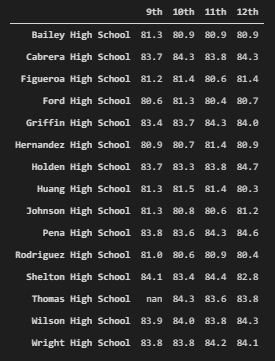 9th 10th 11th 12th
Bailey High School 81.3 80.9 80.9 80.9
Cabrera High School 83.7 84.3 83.8 84.3
Figueroa High School 81.2 81.4 80.6 81.4
Ford High School 80.6 81.3 80.4 80.7
Griffin High School 83.4 83.7 84.3 84.0
Hernandez High School 80.9 80.7 81.4 80.9
Holden High School 83.7 83.3 83.8 84.7
Huang High School 81.3 81.5 81.4 80.3
Johnson High School 81.3 80.8 80.6 81.2
Pena High School 83.8 83.6 84.3 84.6
Rodriguez High School 81.0 80.6 80.9 80.4
Shelton High School 84.1 83.4 84.4 82.8
Thomas High School nan 84.3 83.6 83.8
Wilson High School 83.9 84.0 83.8 84.3
Wright High School 83.8 83.8 84.2 84.1